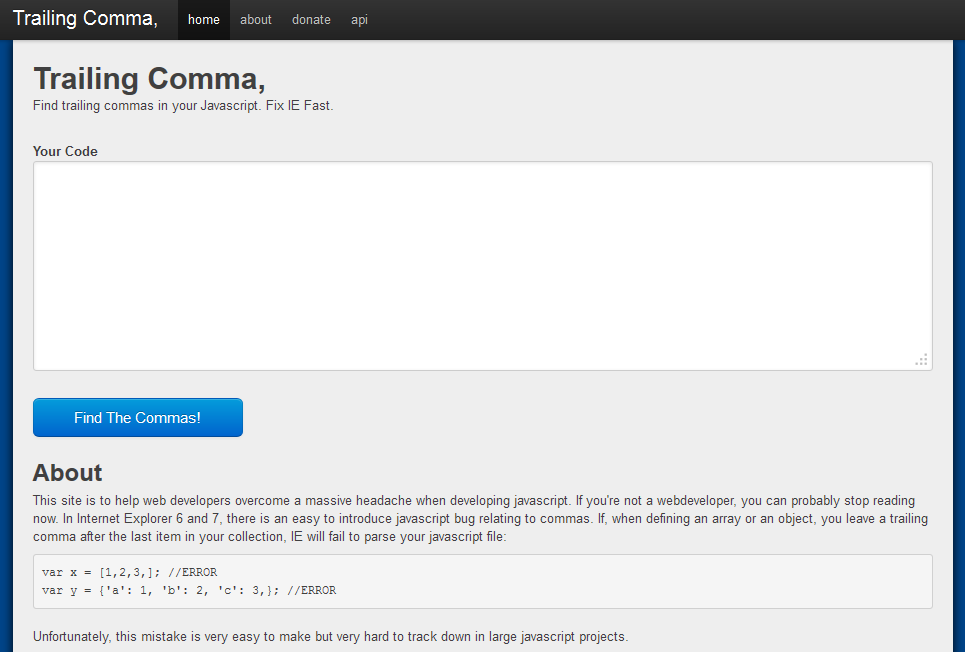 Trailing Comma,
home
about
donate
api
Trailing Comma,
Find trailing commas in your Javascript. Fix IE Fast.
Your Code
Find The Commas!
About
This site is to help web developers overcome a massive headache when developing javascript. If you're not a webdeveloper, you can probably stop reading
now. In Internet Explorer 6 and 7, there is an easy to introduce javascript bug relating to commas. If, when defining an array or an object, you leave a trailing
comma after the last item in your collection, IE will fail to parse your javascript file:
var x = [1,2,3,]; //ERROR
var y = {'a': 1, 'b': 2, 'c': 3,}; //ERROR
Unfortunately, this mistake is very easy to make but very hard to track down in large javascript projects.